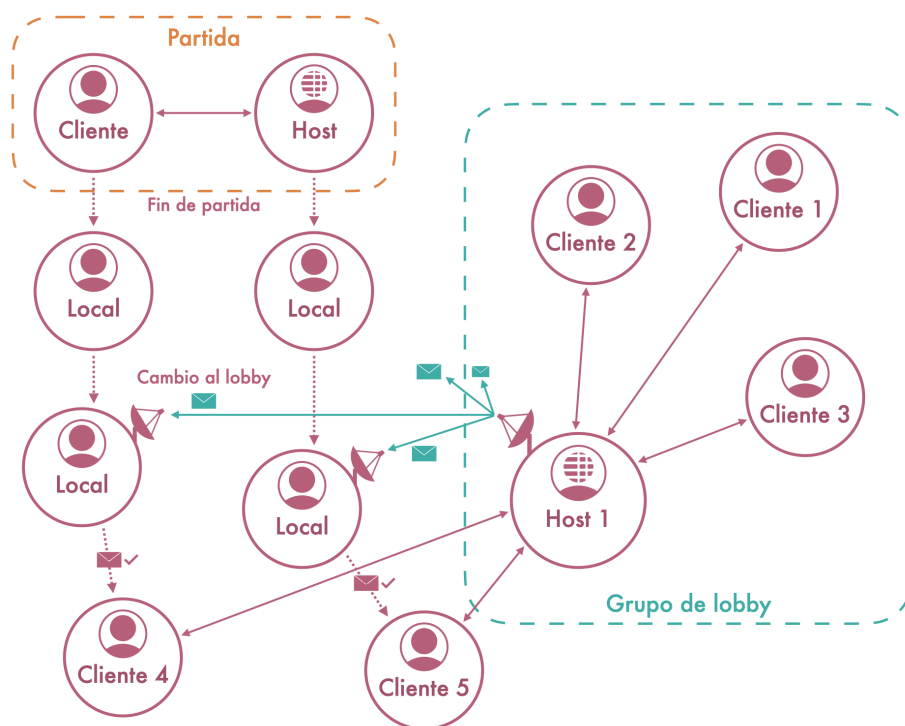 Partida
Cliente
Host
Fin de partida
Cliente 1
Cliente 2
Local
Local
Cambio al lobby
Cliente 3
Local
Local
Host 1
Grupo de lobby
Cliente 4
Cliente 5